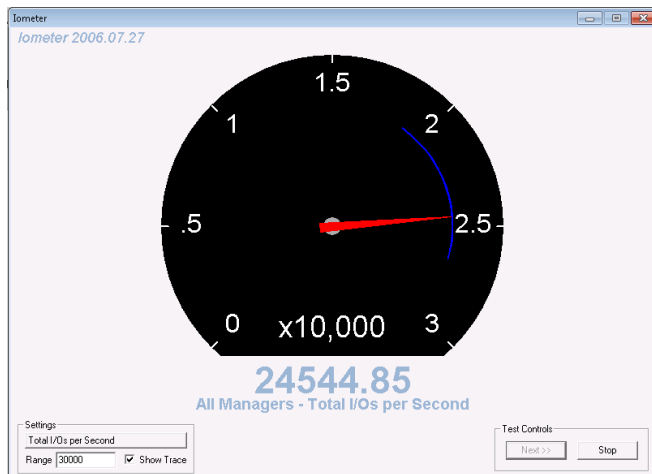 Iometer
Iometer 2006.07.27
1.5
1
2
.5
2.5
0
x10,000
3
24544.85
All Managers - Total I/Os per Second
Settings
Total I/Os per Second
Range 30000
Show Trace
Test Controls
Next >>
Stop